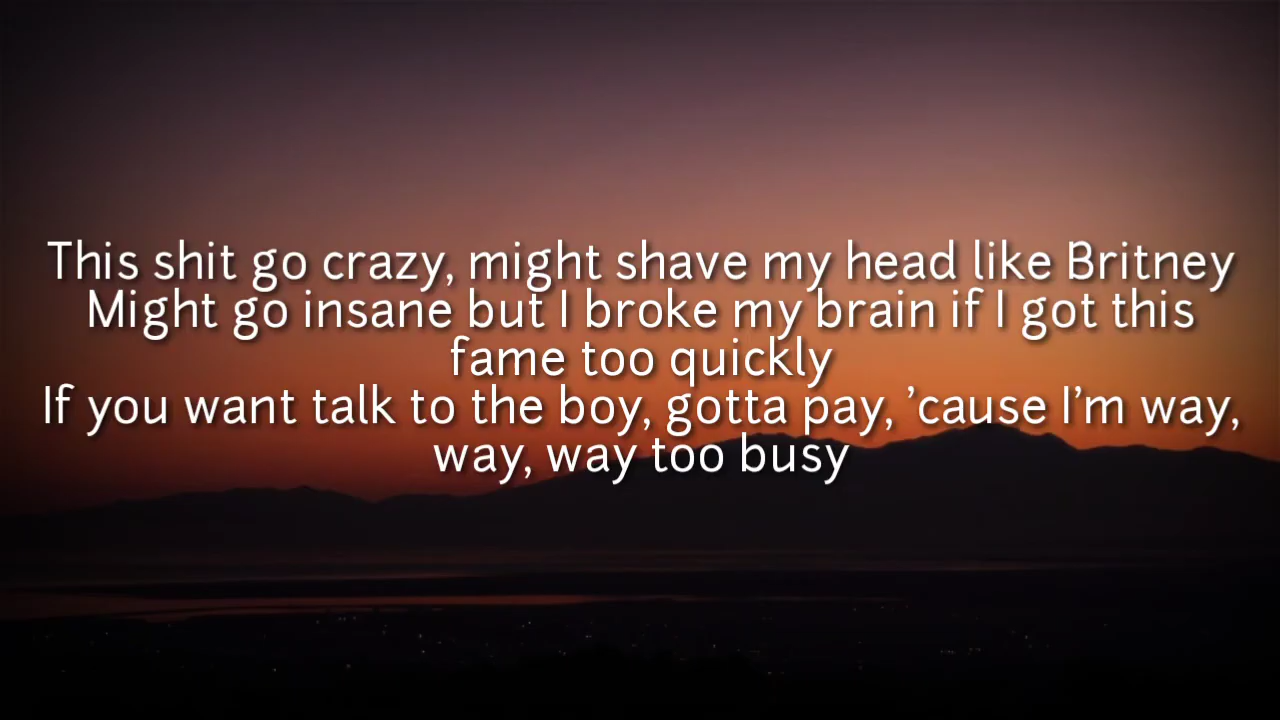 This shit go crazy, might shave my head like Britney
Might go insane but I broke my brain if I got this
fame too quickly
If you want talk to the boy, gotta pay, ’cause I’m way,
way, way too busy